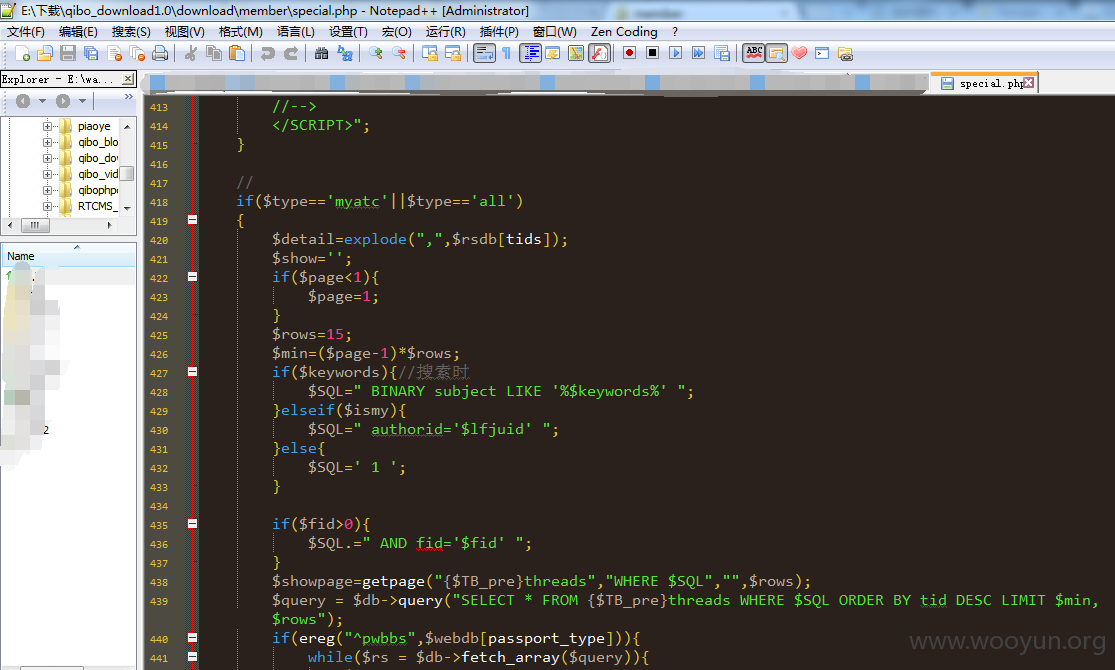 E:\下载\qibo_download1.0\download\member\special.php - Notepad++ [Administrator]
文件(F) 编辑(E) 搜索(S) 视图(V) 格式(M) 语言(L) 设置(T) 宏(O) 运行(R) 插件(P) 窗口(W) Zen Coding ?
Explorer - E:\wa...
special.php
piaoye
qibo_blo
qibo_do
qibo_vid
qibophp
RTCMS_
Name
2
413 //-->
414 </SCRIPT>";
415 }
416
417 //
418 if($type=='myatc'||$type=='all')
419 {
420 $detail=explode(",",$rsdb[tids]);
421 $show='';
422 if($page<1){
423 $page=1;
424 }
425 $rows=15;
426 $min=($page-1)*$rows;
427 if($keywords){//搜索时
428 $SQL=" BINARY subject LIKE '%$keywords%' ";
429 }elseif($ismy){
430 $SQL=" authorid='$lfjuid' ";
431 }else{
432 $SQL=' 1 ';
433 }
434
435 if($fid>0){
436 $SQL.=" AND fid='$fid' ";
437 }
438 $showpage=getpage("{$TB_pre}threads","WHERE $SQL","",$rows);
439 $query = $db->query("SELECT * FROM {$TB_pre}threads WHERE $SQL ORDER BY tid DESC LIMIT $min,
$rows");
440 if(ereg("^pwbbs",$webdb[passport_type])){
441 while($rs = $db->fetch_array($query)){
www.wooyun.org